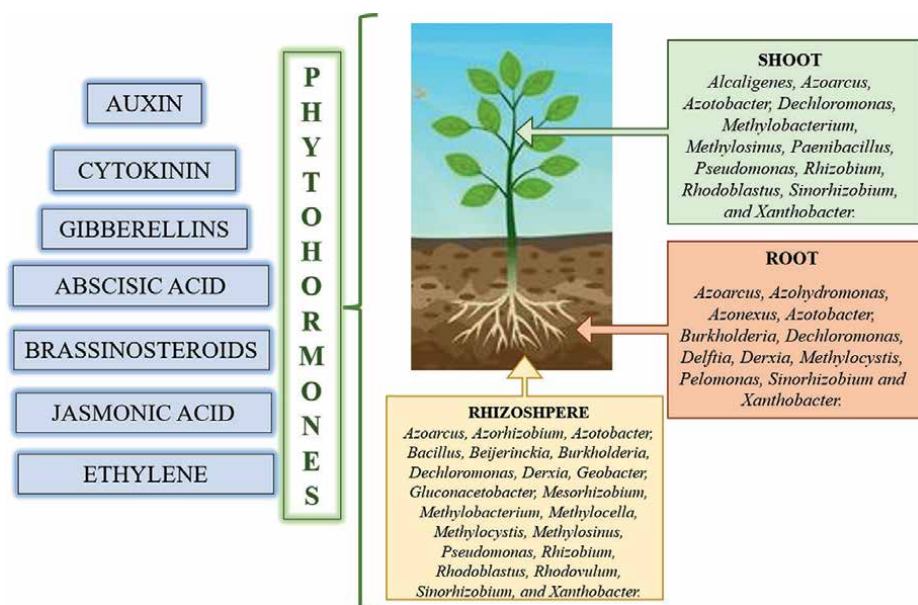 AUXIN
CYTOKININ
GIBBERELLINS
ABSCISIC ACID
BRASSINOSTEROIDS
JASMONIC ACID
ETHYLENE
PHYTOHORMONES
SHOOT
Alcaligenes, Azoarcus,
Azotobacter, Dechloromonas,
Methylobacterium,
Methylosinus, Paenibacillus,
Pseudomonas, Rhizobium,
Rhodoblastus, Sinorhizobium,
and Xanthobacter.
ROOT
Azoarcus, Azohydromonas,
Azonexus, Azotobacter,
Burkholderia, Dechloromonas,
Delftia, Derxia, Methylocystis,
Pelomonas, Sinorhizobium and
Xanthobacter.
RHIZOSHPERE
Azoarcus, Azorhizobium, Azotobacter,
Bacillus, Beijerinckia, Burkholderia,
Dechloromonas, Derxia, Geobacter,
Gluconacetobacter, Mesorhizobium,
Methylobacterium, Methylocella,
Methylocystis, Methylosinus,
Pseudomonas, Rhizobium,
Rhodoblastus, Rhodovulum,
Sinorhizobium, and Xanthobacter.